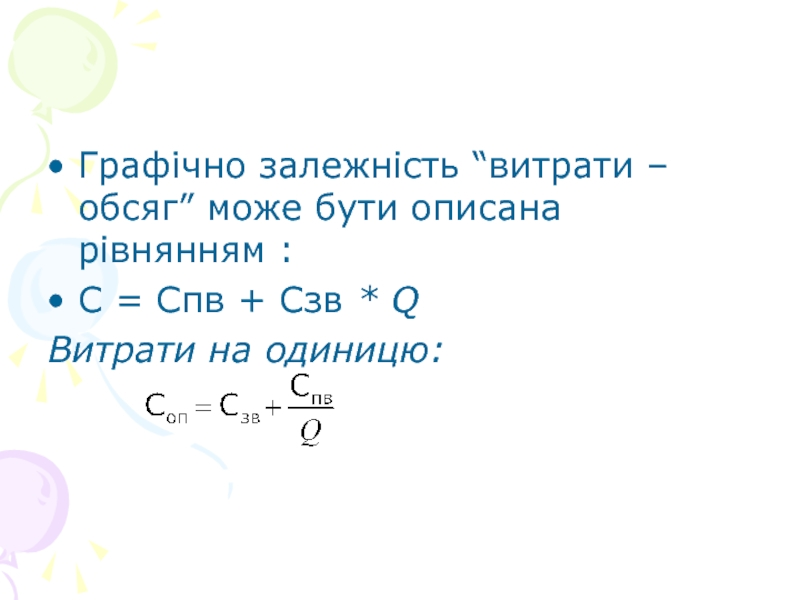 • Графічно залежність “витрати –
обсяг” може бути описана
рівнянням :
• С = Спв + Сзв * Q
Витрати на одиницю:
Соп = Сзв + Спв / Q